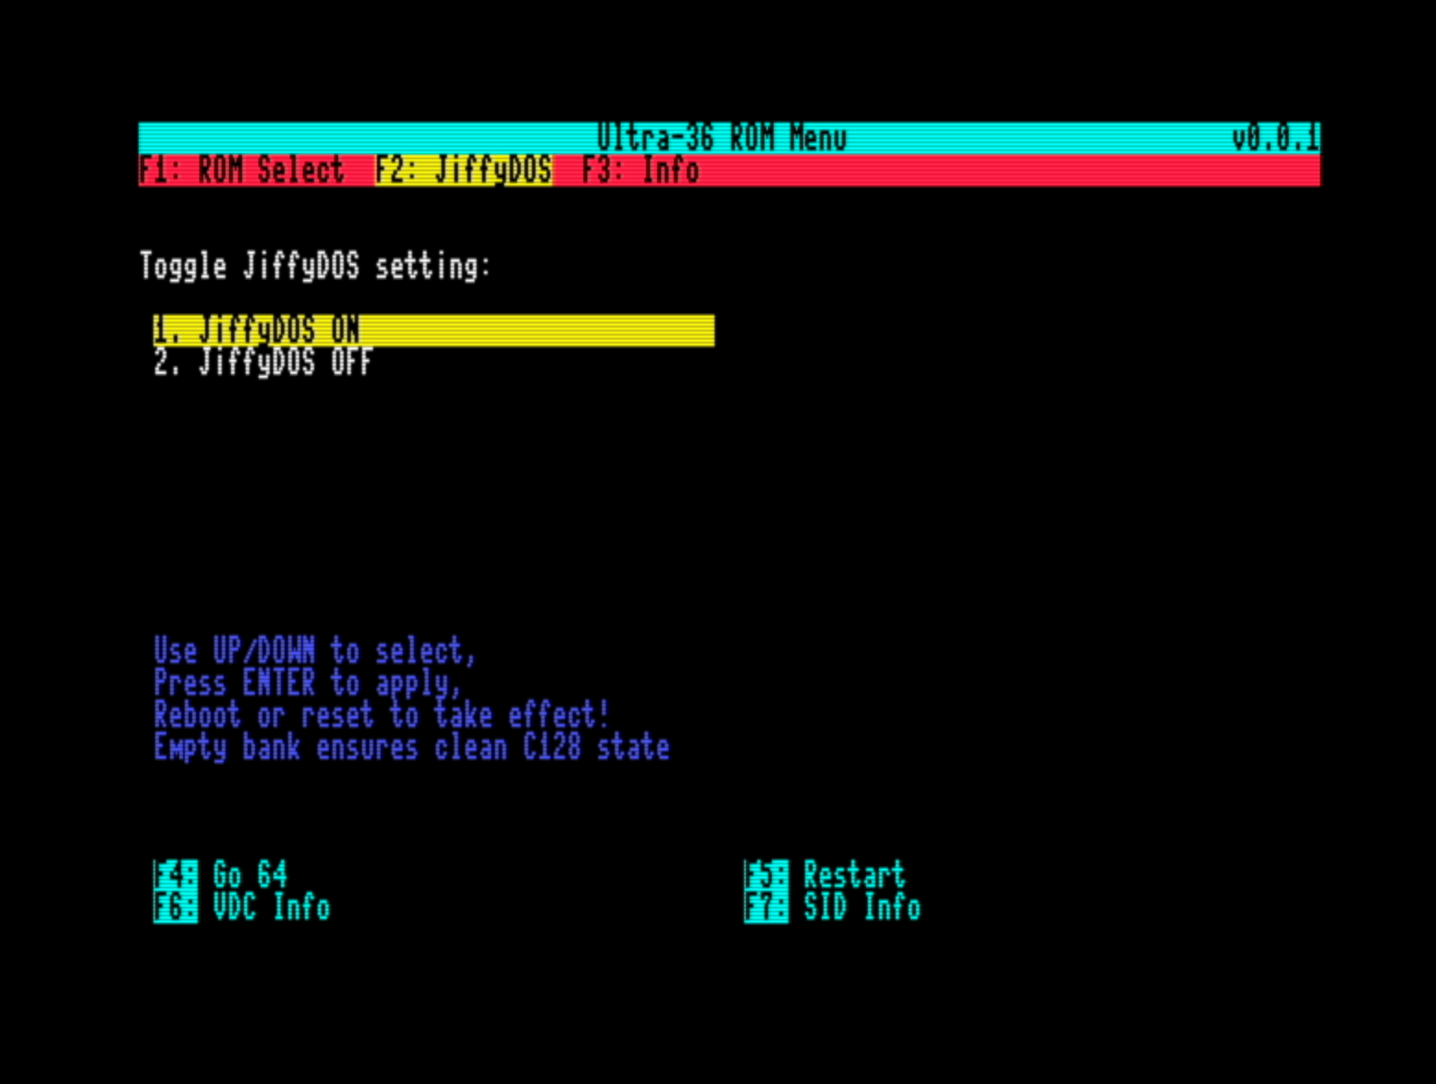 Ultra-36 ROM Menu v0.0.1
F1: ROM Select F2: JiffyDOS F3: Info
Toggle JiffyDOS setting:
1. JiffyDOS ON
2. JiffyDOS OFF
Use UP/DOWN to select,
Press ENTER to apply,
Reboot or reset to take effect!
Empty bank ensures clean C128 state
F4: Go 64 F5: Restart
F6: VDC Info F7: SID Info